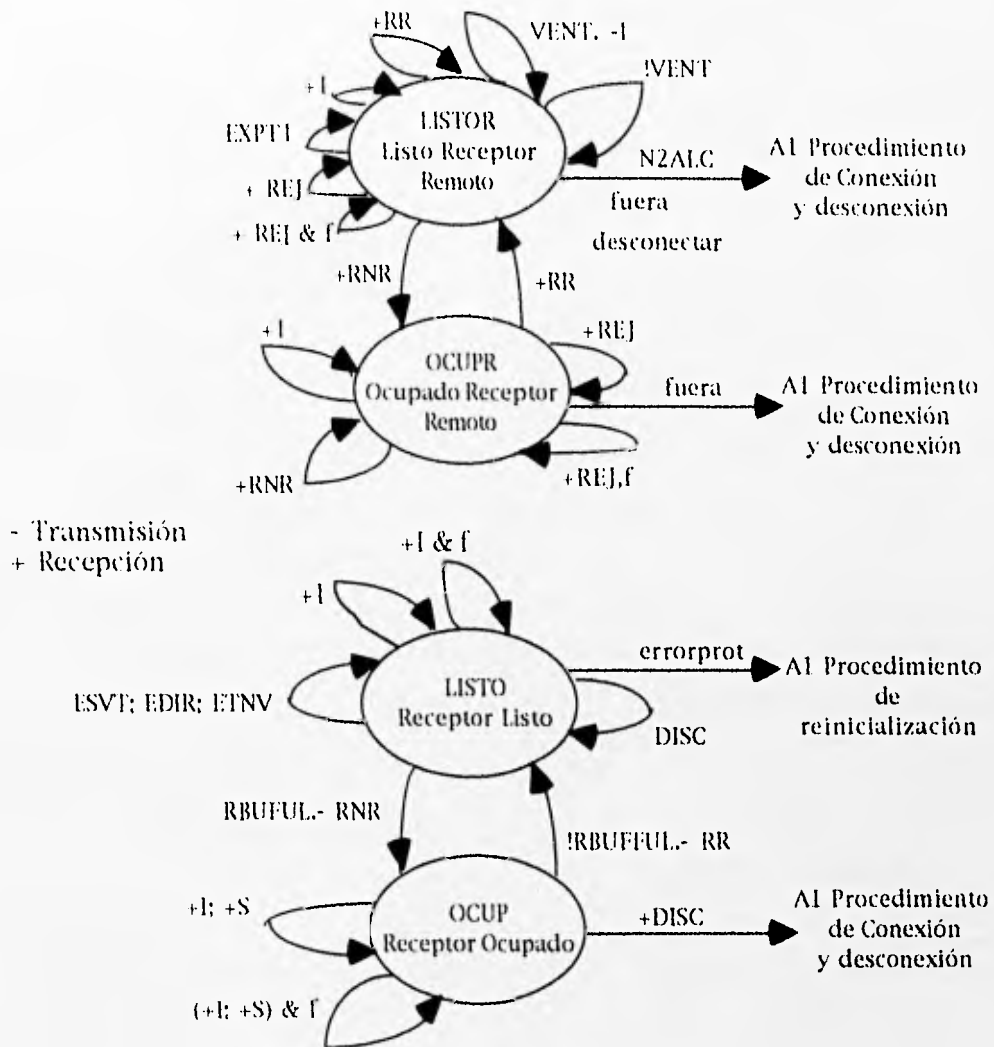 +RR
VENT. -I
!VENT
+I
EXPT1
+ REJ
+ REJ & f
LISTOR
Listo Receptor
Remoto
N2ALC
fuera
desconectar
Al Procedimiento
de Conexión
y desconexión
+RNR
+RR
+I
+RNR
OCUPR
Ocupado Receptor
Remoto
+REJ
fuera
+REJ,f
Al Procedimiento
de Conexión
y desconexión
- Transmisión
+ Recepción
+I & f
+I
ESVT; EDIR; ETNV
LISTO
Receptor Listo
errorprot
DISC
Al Procedimiento
de
reinicialización
RBUFUL.- RNR
!RBUFFUL.- RR
+I; +S
(+I; +S) & f
OCUP
Receptor Ocupado
+DISC
Al Procedimiento
de Conexión
y desconexión